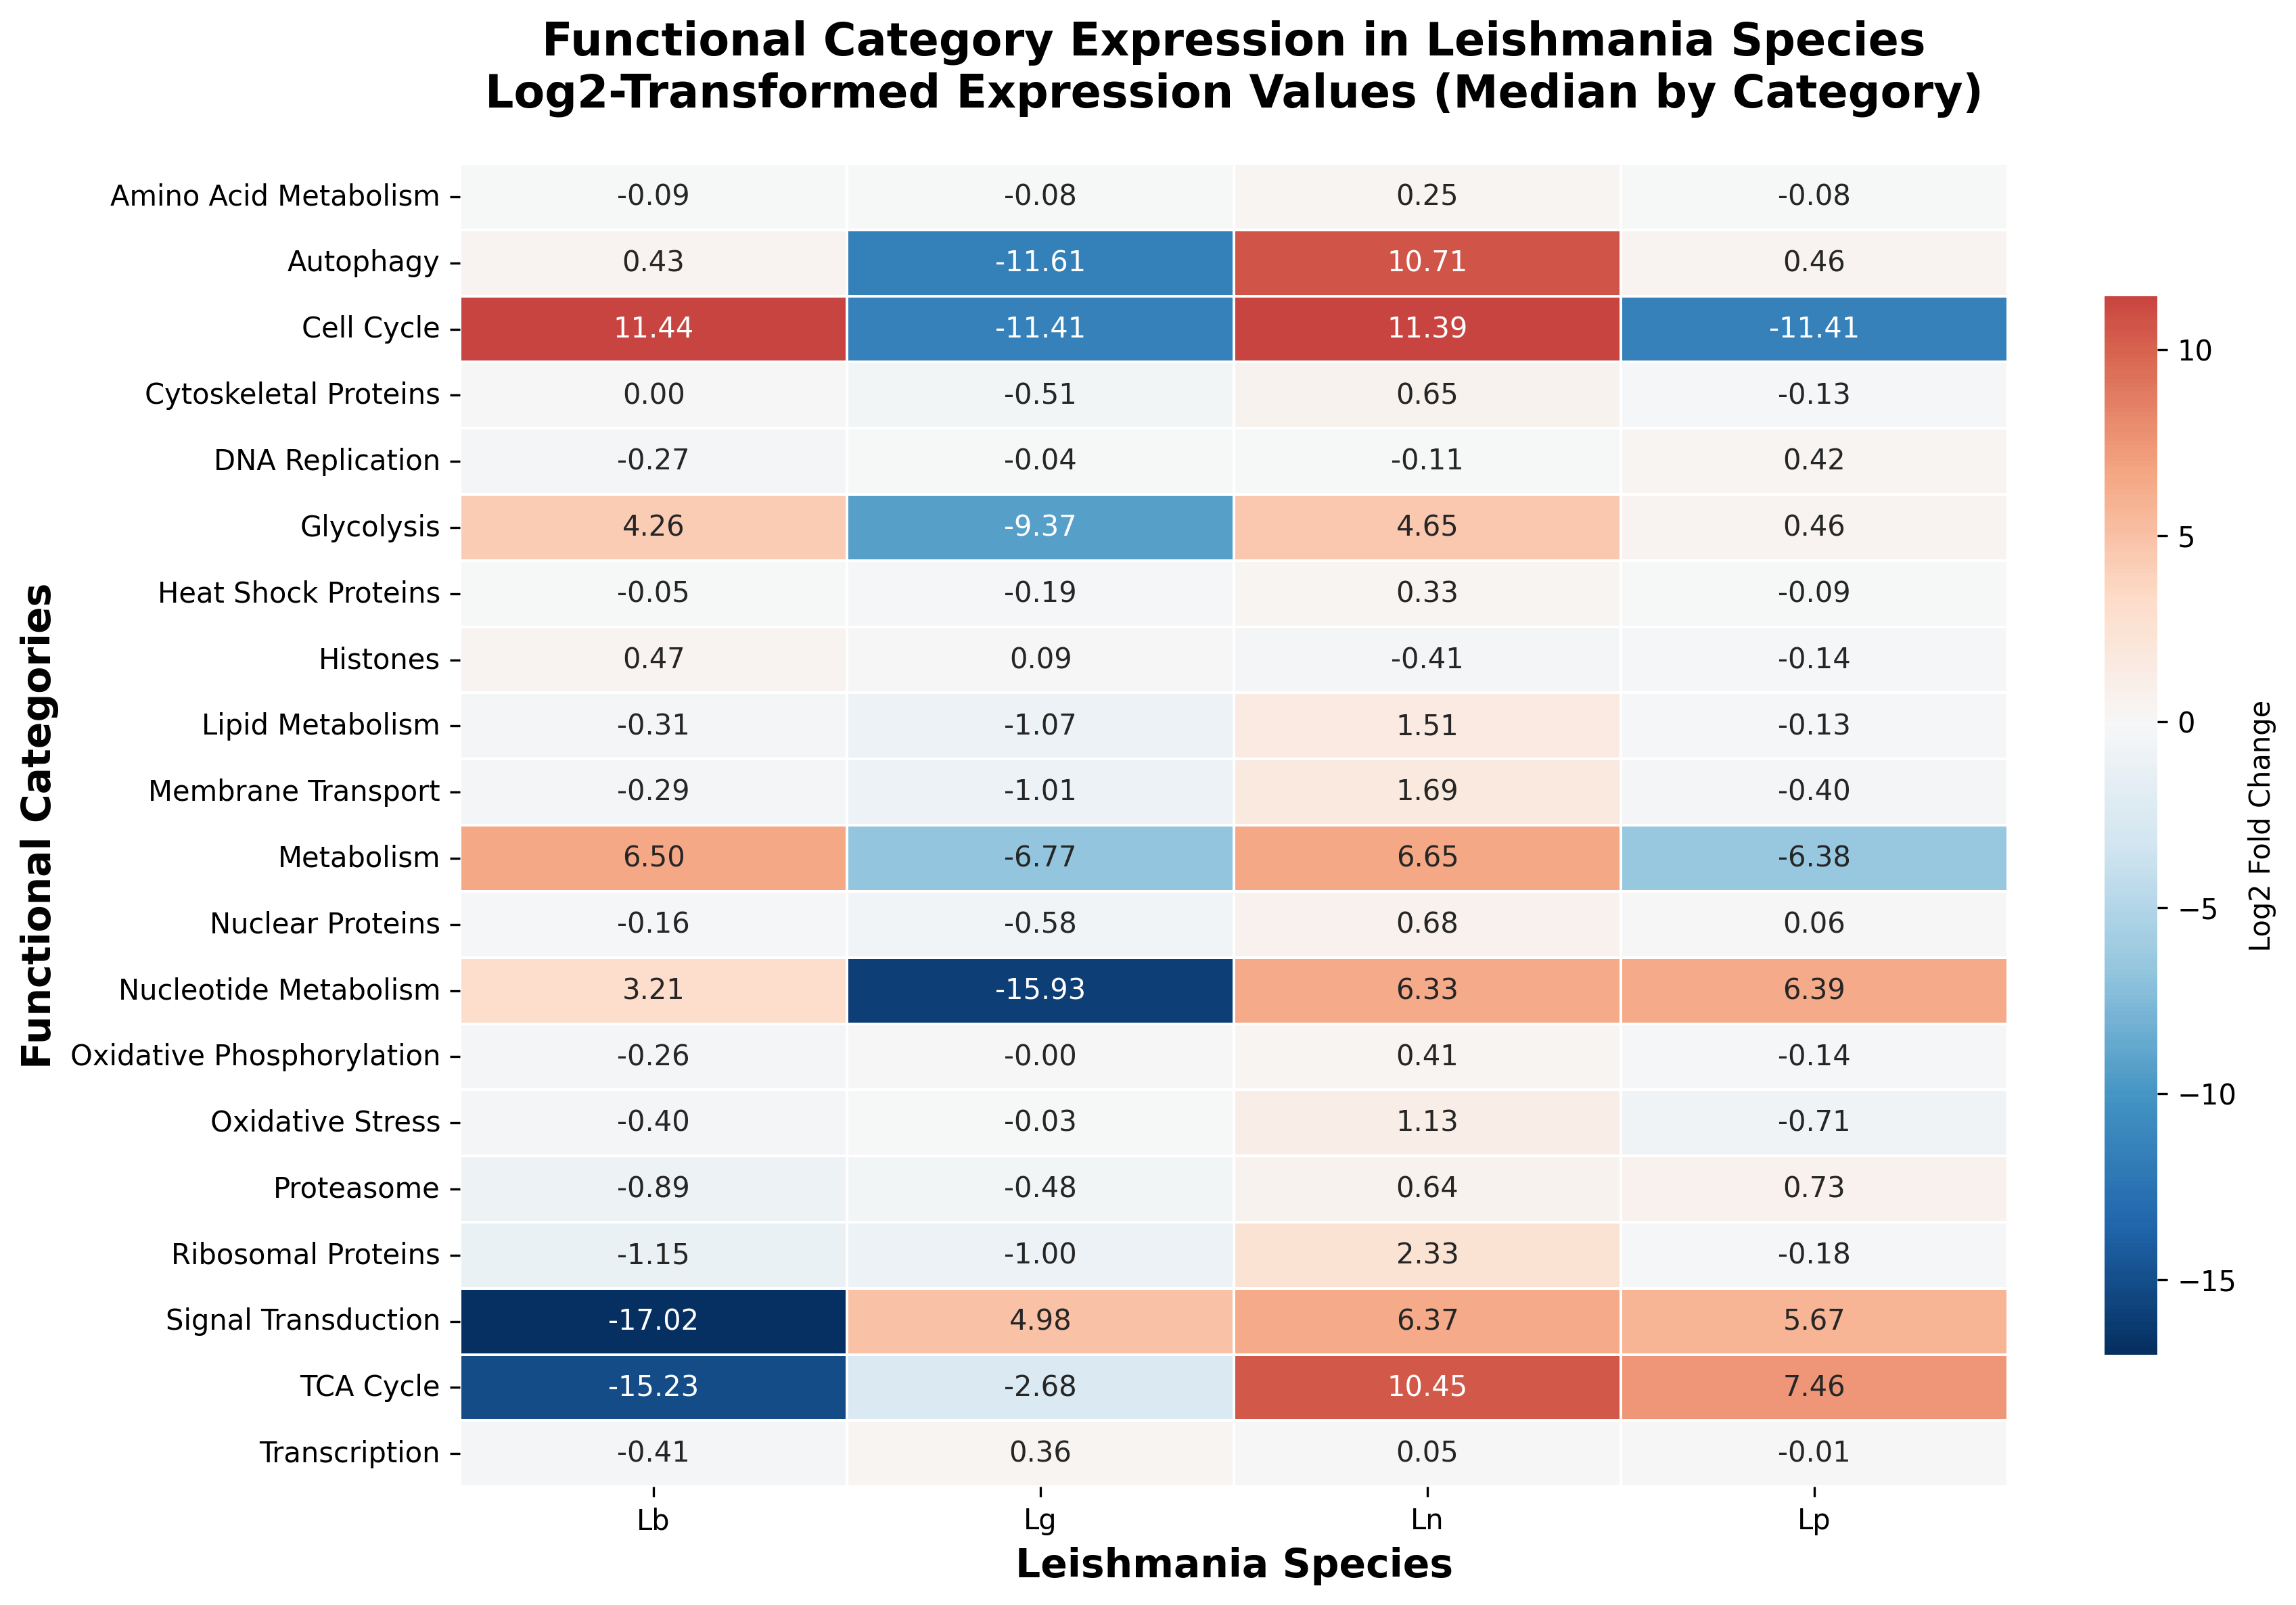 Functional Category Expression in Leishmania Species
Log2-Transformed Expression Values (Median by Category)
Functional Categories
Amino Acid Metabolism -0.09 -0.08 0.25 -0.08
Autophagy 0.43 -11.61 10.71 0.46
Cell Cycle 11.44 -11.41 11.39 -11.41
Cytoskeletal Proteins 0.00 -0.51 0.65 -0.13
DNA Replication -0.27 -0.04 -0.11 0.42
Glycolysis 4.26 -9.37 4.65 0.46
Heat Shock Proteins -0.05 -0.19 0.33 -0.09
Histones 0.47 0.09 -0.41 -0.14
Lipid Metabolism -0.31 -1.07 1.51 -0.13
Membrane Transport -0.29 -1.01 1.69 -0.40
Metabolism 6.50 -6.77 6.65 -6.38
Nuclear Proteins -0.16 -0.58 0.68 0.06
Nucleotide Metabolism 3.21 -15.93 6.33 6.39
Oxidative Phosphorylation -0.26 -0.00 0.41 -0.14
Oxidative Stress -0.40 -0.03 1.13 -0.71
Proteasome -0.89 -0.48 0.64 0.73
Ribosomal Proteins -1.15 -1.00 2.33 -0.18
Signal Transduction -17.02 4.98 6.37 5.67
TCA Cycle -15.23 -2.68 10.45 7.46
Transcription -0.41 0.36 0.05 -0.01
Lb Lg Ln Lp
Leishmania Species
10
5
0
−5
−10
−15
Log2 Fold Change